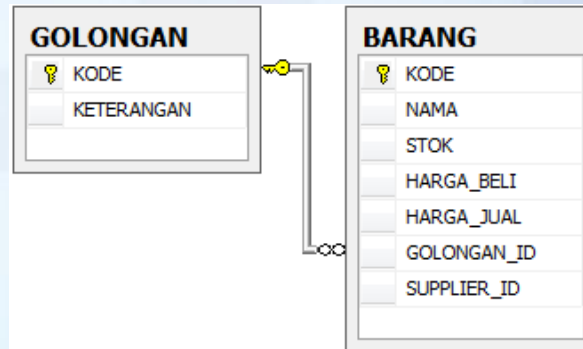 GOLONGAN
KODE
KETERANGAN
BARANG
KODE
NAMA
STOK
HARGA_BELI
HARGA_JUAL
GOLONGAN_ID
SUPPLIER_ID